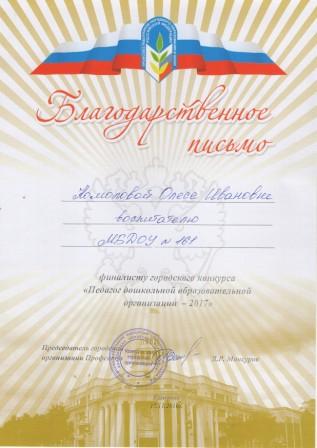 Благодарственное
письмо
Олесе Ивановне
воспитателю
МБДОУ № 161
финалисту городского конкурса
«Педагог дошкольной образовательной
организации – 2017»
Председатель городской
организации Профсоюза